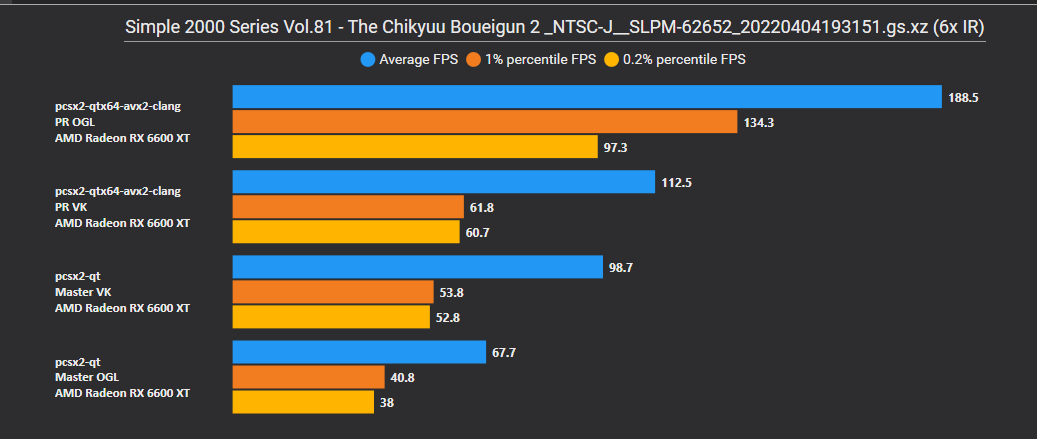 Simple 2000 Series Vol.81 - The Chikyuu Boueigun 2 _NTSC-J__SLPM-62652_20220404193151.gs.xz (6x IR)
Average FPS 1% percentile FPS 0.2% percentile FPS
pcsx2-qtx64-avx2-clang
PR OGL
AMD Radeon RX 6600 XT
188.5
134.3
97.3
pcsx2-qtx64-avx2-clang
PR VK
AMD Radeon RX 6600 XT
112.5
61.8
60.7
pcsx2-qt
Master VK
AMD Radeon RX 6600 XT
98.7
53.8
52.8
pcsx2-qt
Master OGL
AMD Radeon RX 6600 XT
67.7
40.8
38